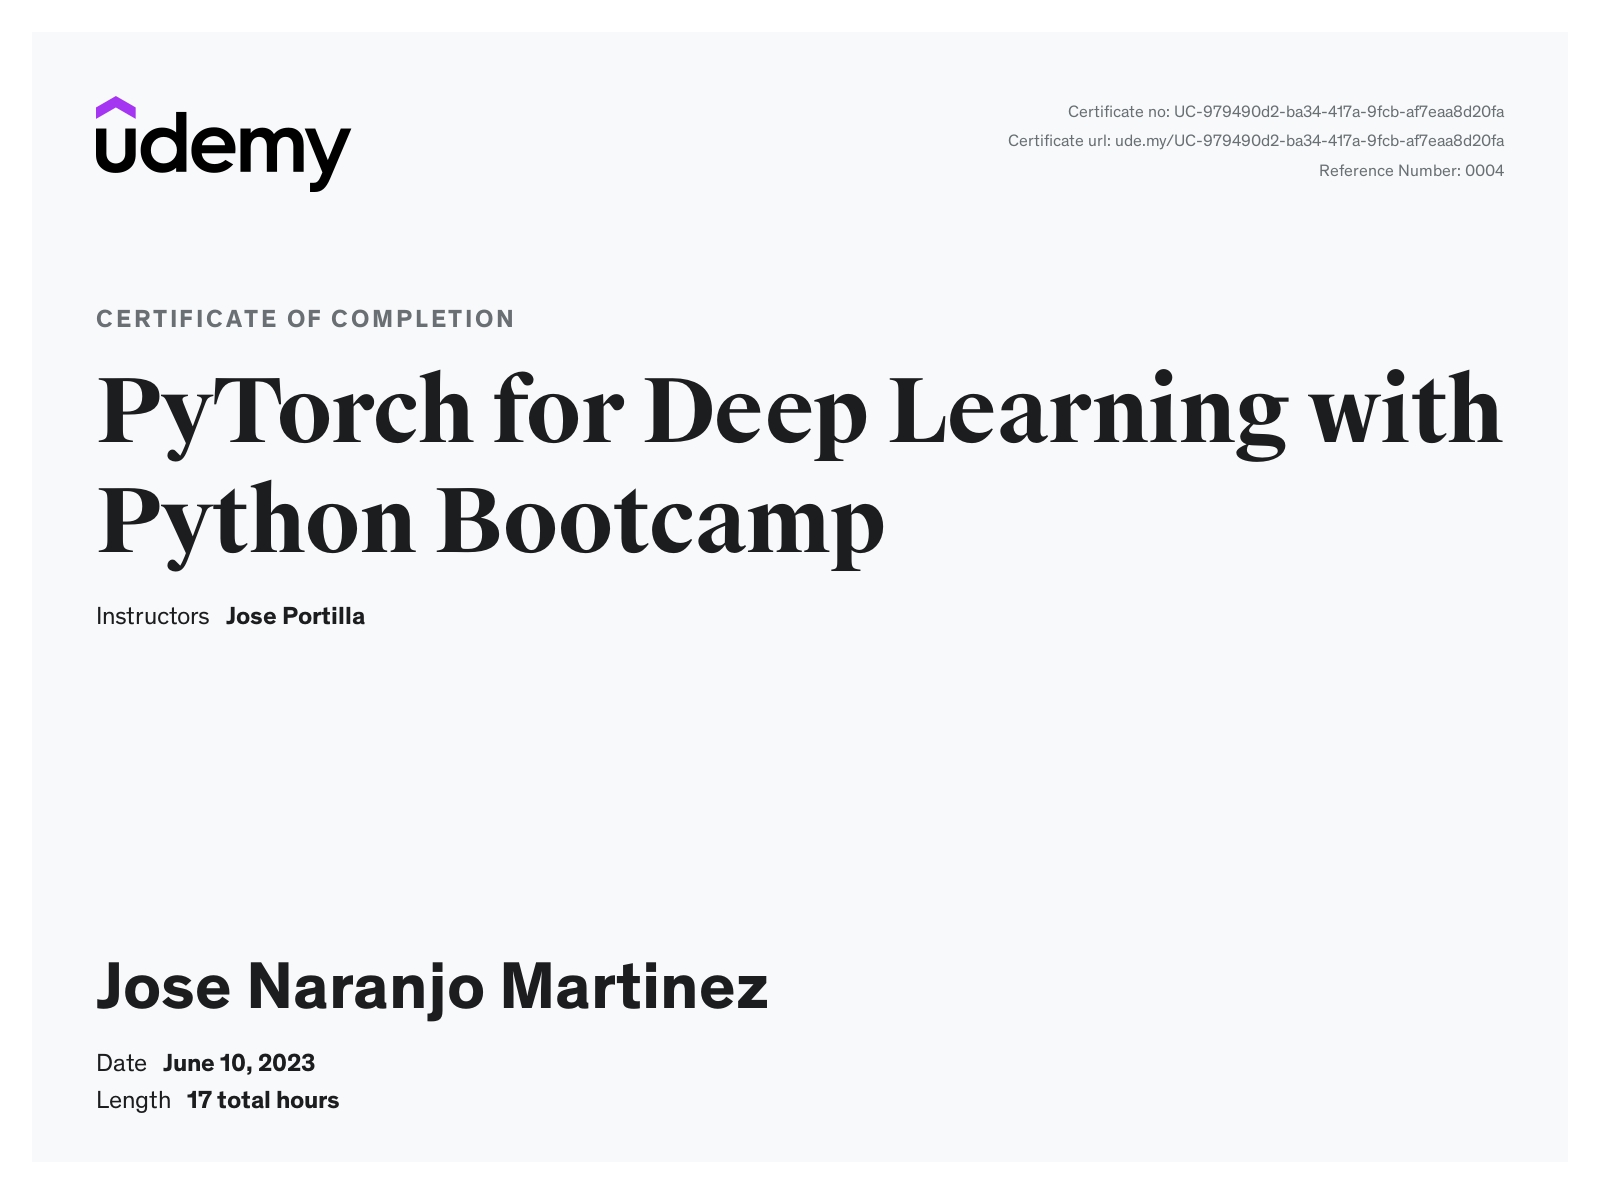 udemy
Certificate no: UC-979490d2-ba34-417a-9fcb-af7eaa8d20fa
Certificate url: ude.my/UC-979490d2-ba34-417a-9fcb-af7eaa8d20fa
Reference Number: 0004
CERTIFICATE OF COMPLETION
PyTorch for Deep Learning with
Python Bootcamp
Instructors Jose Portilla
Jose Naranjo Martinez
Date June 10, 2023
Length 17 total hours